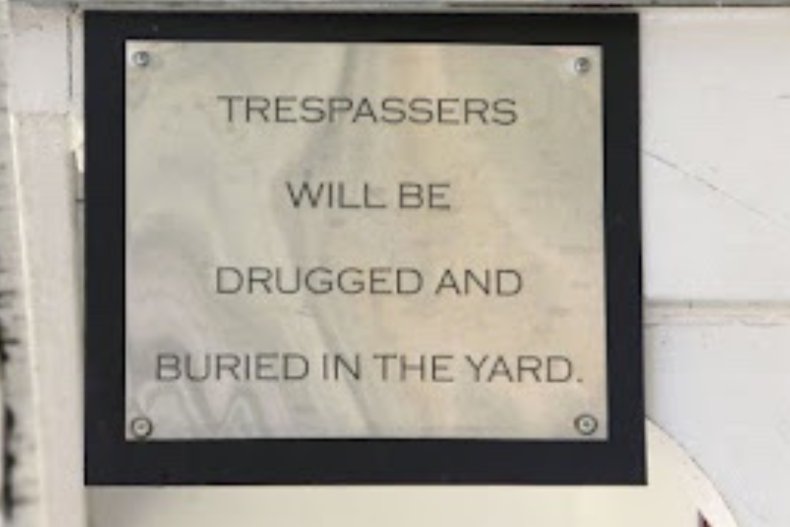 TRESPASSERS
WILL BE
DRUGGED AND
BURIED IN THE YARD.